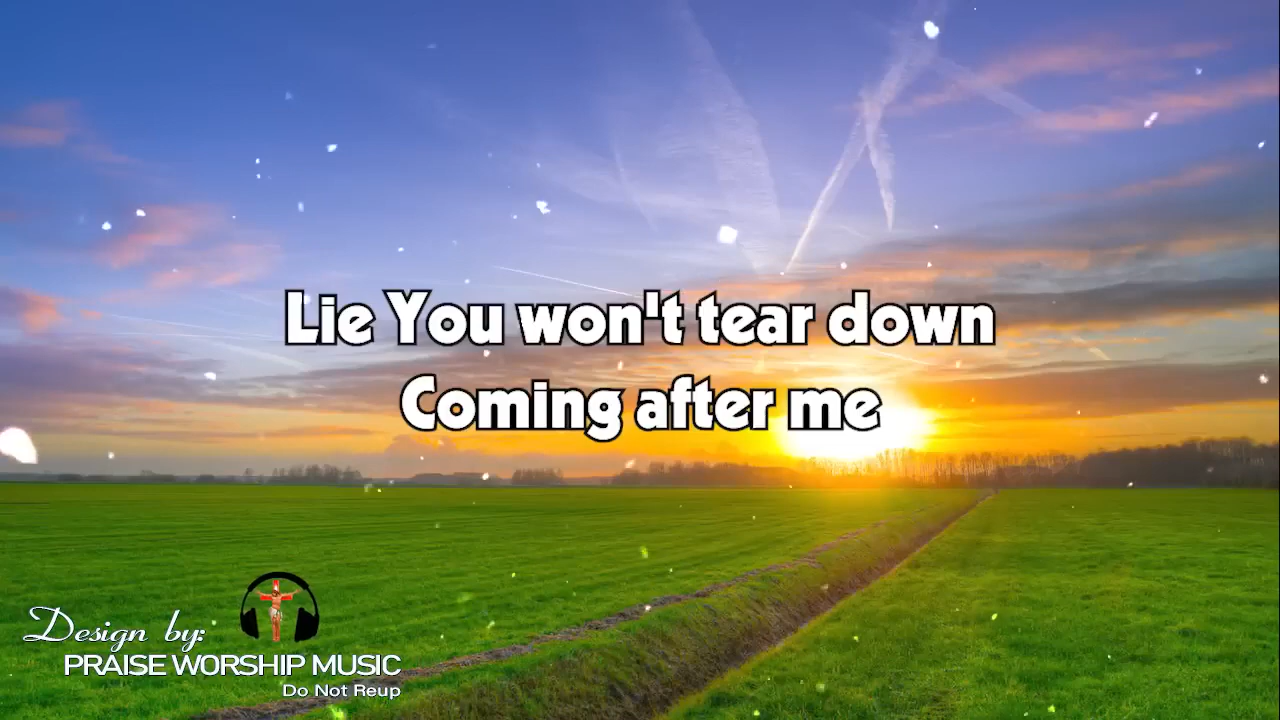 Lie You won't tear down
Coming after me
Design by:
PRAISE WORSHIP MUSIC
Do Not Reup